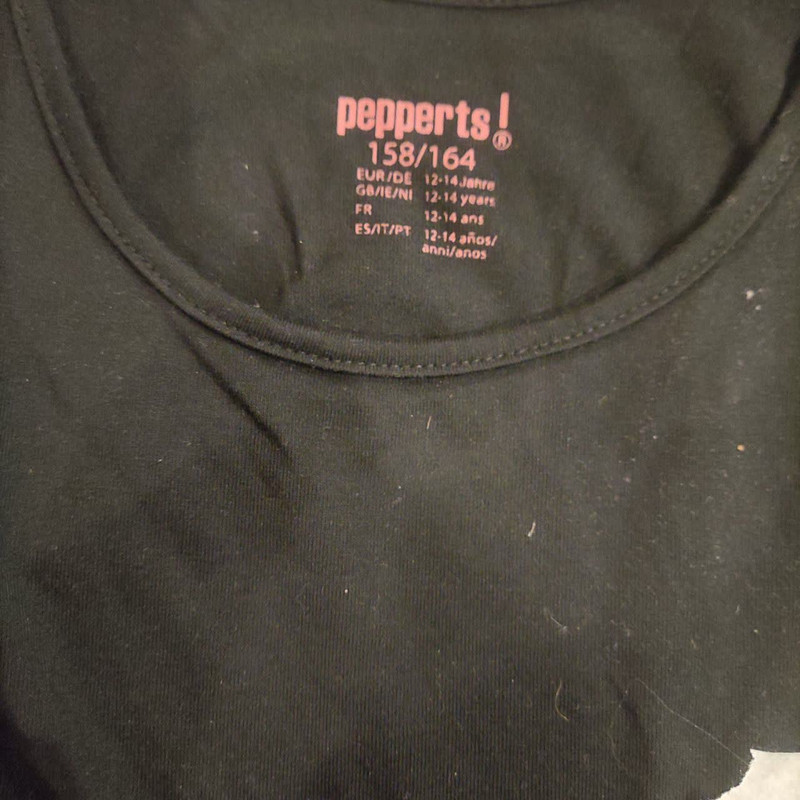 pepperts!®
158/164
EUR/DE 12-14 Jahre
GB/IE/NI 12-14 years
FR 12-14 ans
ES/IT/PT 12-14 años/
anni/anos